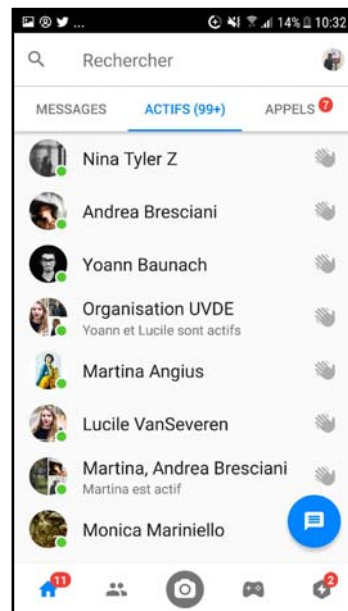 ... 14% 10:32
Rechercher
MESSAGES ACTIFS (99+) APPELS 7
Nina Tyler Z
Andrea Bresciani
Yoann Baunach
Organisation UVDE
Yoann et Lucile sont actifs
Martina Angius
Lucile VanSeveren
Martina, Andrea Bresciani
Martina est actif
Monica Mariniello
11 2